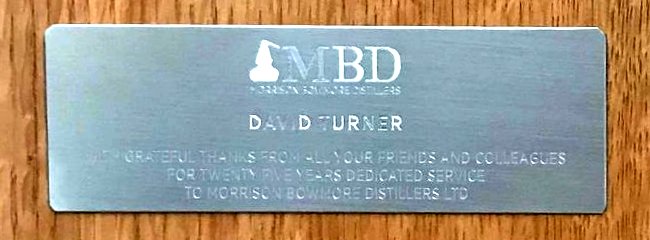 MBD
MORRISON BOWMORE DISTILLERS
DAVID TURNER
WITH GRATEFUL THANKS FROM ALL YOUR FRIENDS AND COLLEAGUES
FOR TWENTY FIVE YEARS DEDICATED SERVICE
TO MORRISON BOWMORE DISTILLERS LTD